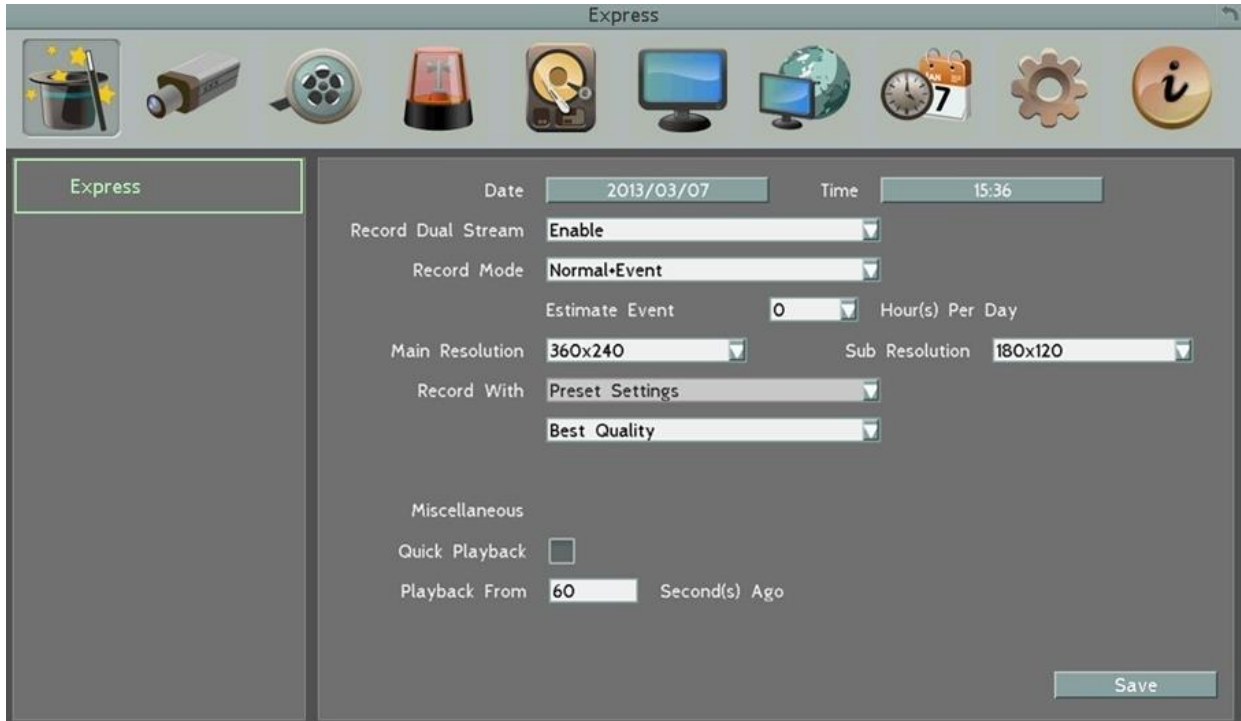 Express
JAN
7
i
Express
Date 2013/03/07 Time 15:36
Record Dual Stream Enable
Record Mode Normal+Event
Estimate Event 0 Hour(s) Per Day
Main Resolution 360x240 Sub Resolution 180x120
Record With Preset Settings
Best Quality
Miscellaneous
Quick Playback
Playback From 60 Second(s) Ago
Save